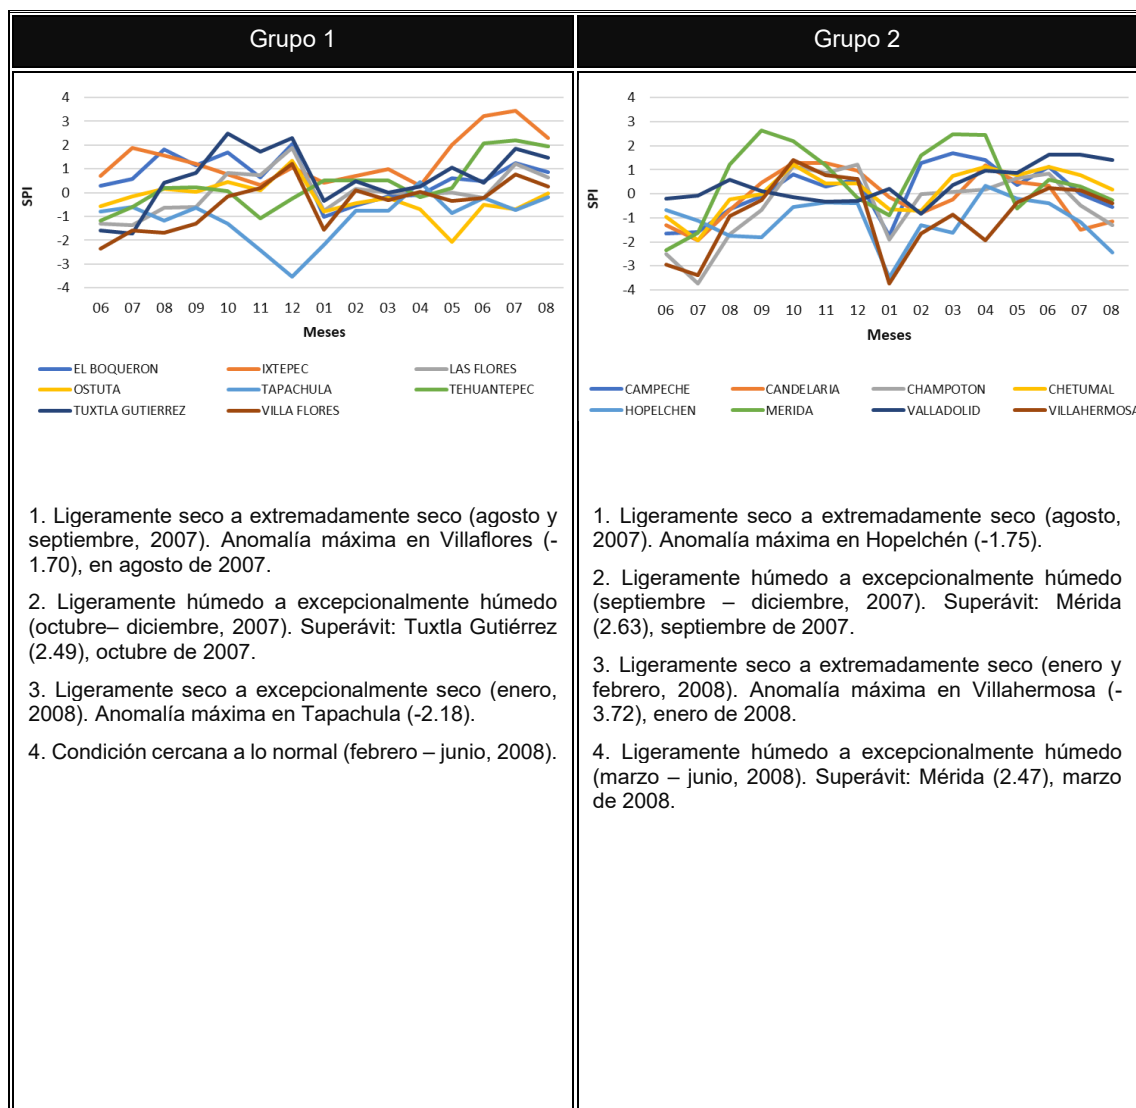 Grupo 1
Grupo 2
4
3
2
1
0
-1
-2
-3
-4
SPI
06 07 08 09 10 11 12 01 02 03 04 05 06 07 08
Meses
EL BOQUERON IXTEPEC LAS FLORES
OSTUTA TAPACHULA TEHUANTEPEC
TUXTLA GUTIERREZ VILLA FLORES
4
3
2
1
0
-1
-2
-3
-4
SPI
06 07 08 09 10 11 12 01 02 03 04 05 06 07 08
Meses
CAMPECHE CANDELARIA CHAMPOTON CHETUMAL
HOPELCHEN MERIDA VALLADOLID VILLAHERMOSA
1. Ligeramente seco a extremadamente seco (agosto y
septiembre, 2007). Anomalía máxima en Villaflores (-
1.70), en agosto de 2007.
2. Ligeramente húmedo a excepcionalmente húmedo
(octubre– diciembre, 2007). Superávit: Tuxtla Gutiérrez
(2.49), octubre de 2007.
3. Ligeramente seco a excepcionalmente seco (enero,
2008). Anomalía máxima en Tapachula (-2.18).
4. Condición cercana a lo normal (febrero – junio, 2008).
1. Ligeramente seco a extremadamente seco (agosto,
2007). Anomalía máxima en Hopelchén (-1.75).
2. Ligeramente húmedo a excepcionalmente húmedo
(septiembre – diciembre, 2007). Superávit: Mérida
(2.63), septiembre de 2007.
3. Ligeramente seco a extremadamente seco (enero y
febrero, 2008). Anomalía máxima en Villahermosa (-
3.72), enero de 2008.
4. Ligeramente húmedo a excepcionalmente húmedo
(marzo – junio, 2008). Superávit: Mérida (2.47), marzo
de 2008.